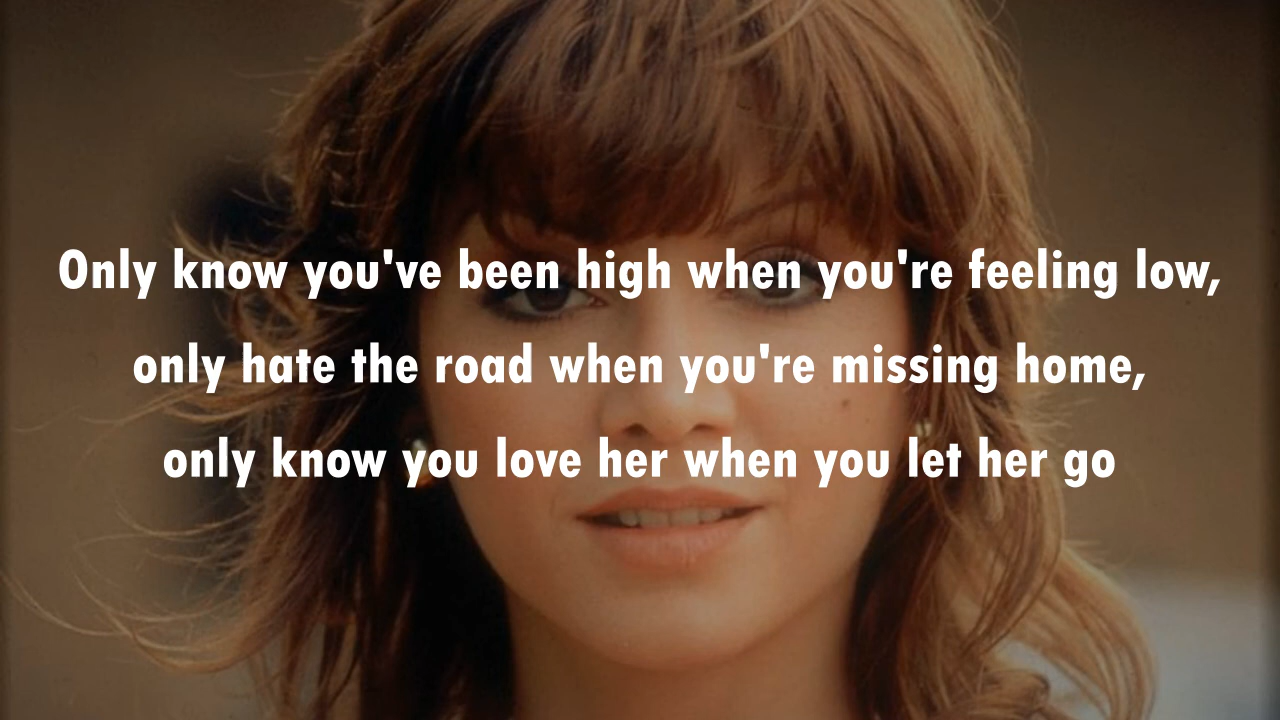 Only know you've been high when you're feeling low,
only hate the road when you're missing home,
only know you love her when you let her go